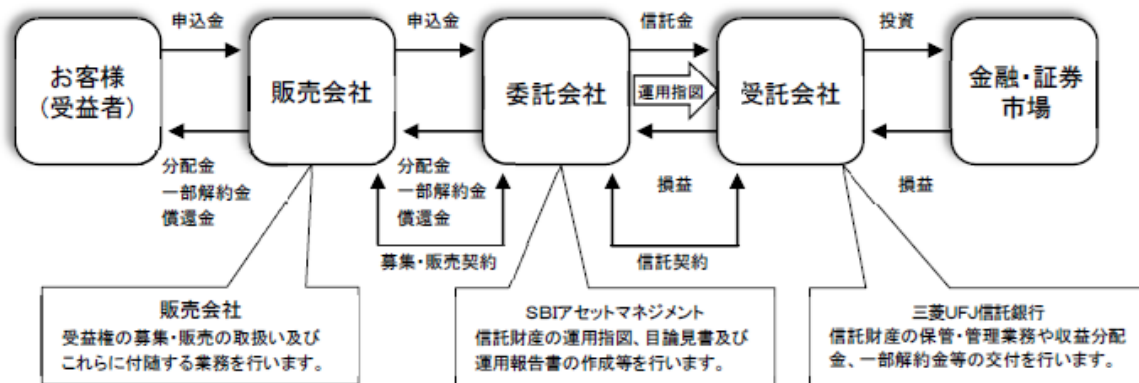 申込金
申込金
信託金
投資
お客様
(受益者)
販売会社
委託会社
運用指図
受託会社
金融・証券
市場
分配金
一部解約金
償還金
分配金
一部解約金
償還金
損益
損益
募集・販売契約
信託契約
販売会社
受益権の募集・販売の取扱い及び
これらに付随する業務を行います。
SBIアセットマネジメント
信託財産の運用指図、目論見書及び
運用報告書の作成等を行います。
三菱UFJ信託銀行
信託財産の保管・管理業務や収益分配
金、一部解約金等の交付を行います。